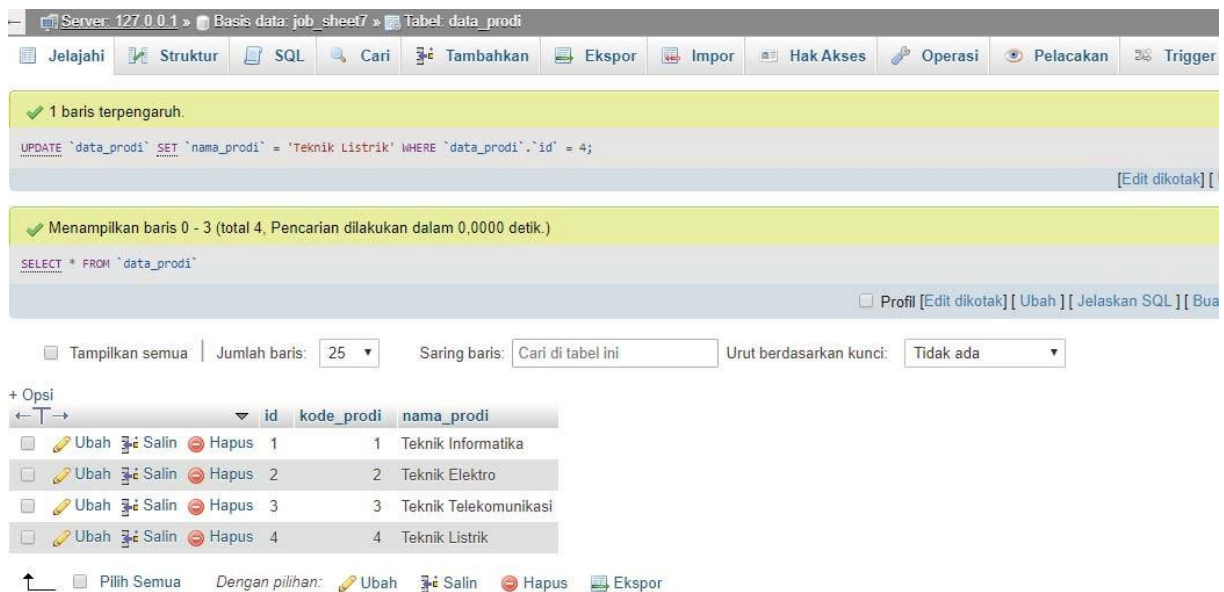 Server: 127.0.0.1 » Basis data: job_sheet7 » Tabel: data_prodi
Jelajahi Struktur SQL Cari Tambahkan Ekspor Impor Hak Akses Operasi Pelacakan Trigger
1 baris terpengaruh.
UPDATE `data_prodi` SET `nama_prodi` = 'Teknik Listrik' WHERE `data_prodi`.`id` = 4;
[Edit dikotak] [
Menampilkan baris 0 - 3 (total 4, Pencarian dilakukan dalam 0,0000 detik.)
SELECT * FROM `data_prodi`
Profil [Edit dikotak] [ Ubah ] [ Jelaskan SQL ] [ Bua
Tampilkan semua | Jumlah baris: 25 Saring baris: Cari di tabel ini Urut berdasarkan kunci: Tidak ada
+ Opsi
←T→ id kode_prodi nama_prodi
Ubah Salin Hapus 1 1 Teknik Informatika
Ubah Salin Hapus 2 2 Teknik Elektro
Ubah Salin Hapus 3 3 Teknik Telekomunikasi
Ubah Salin Hapus 4 4 Teknik Listrik
Pilih Semua Dengan pilihan: Ubah Salin Hapus Ekspor